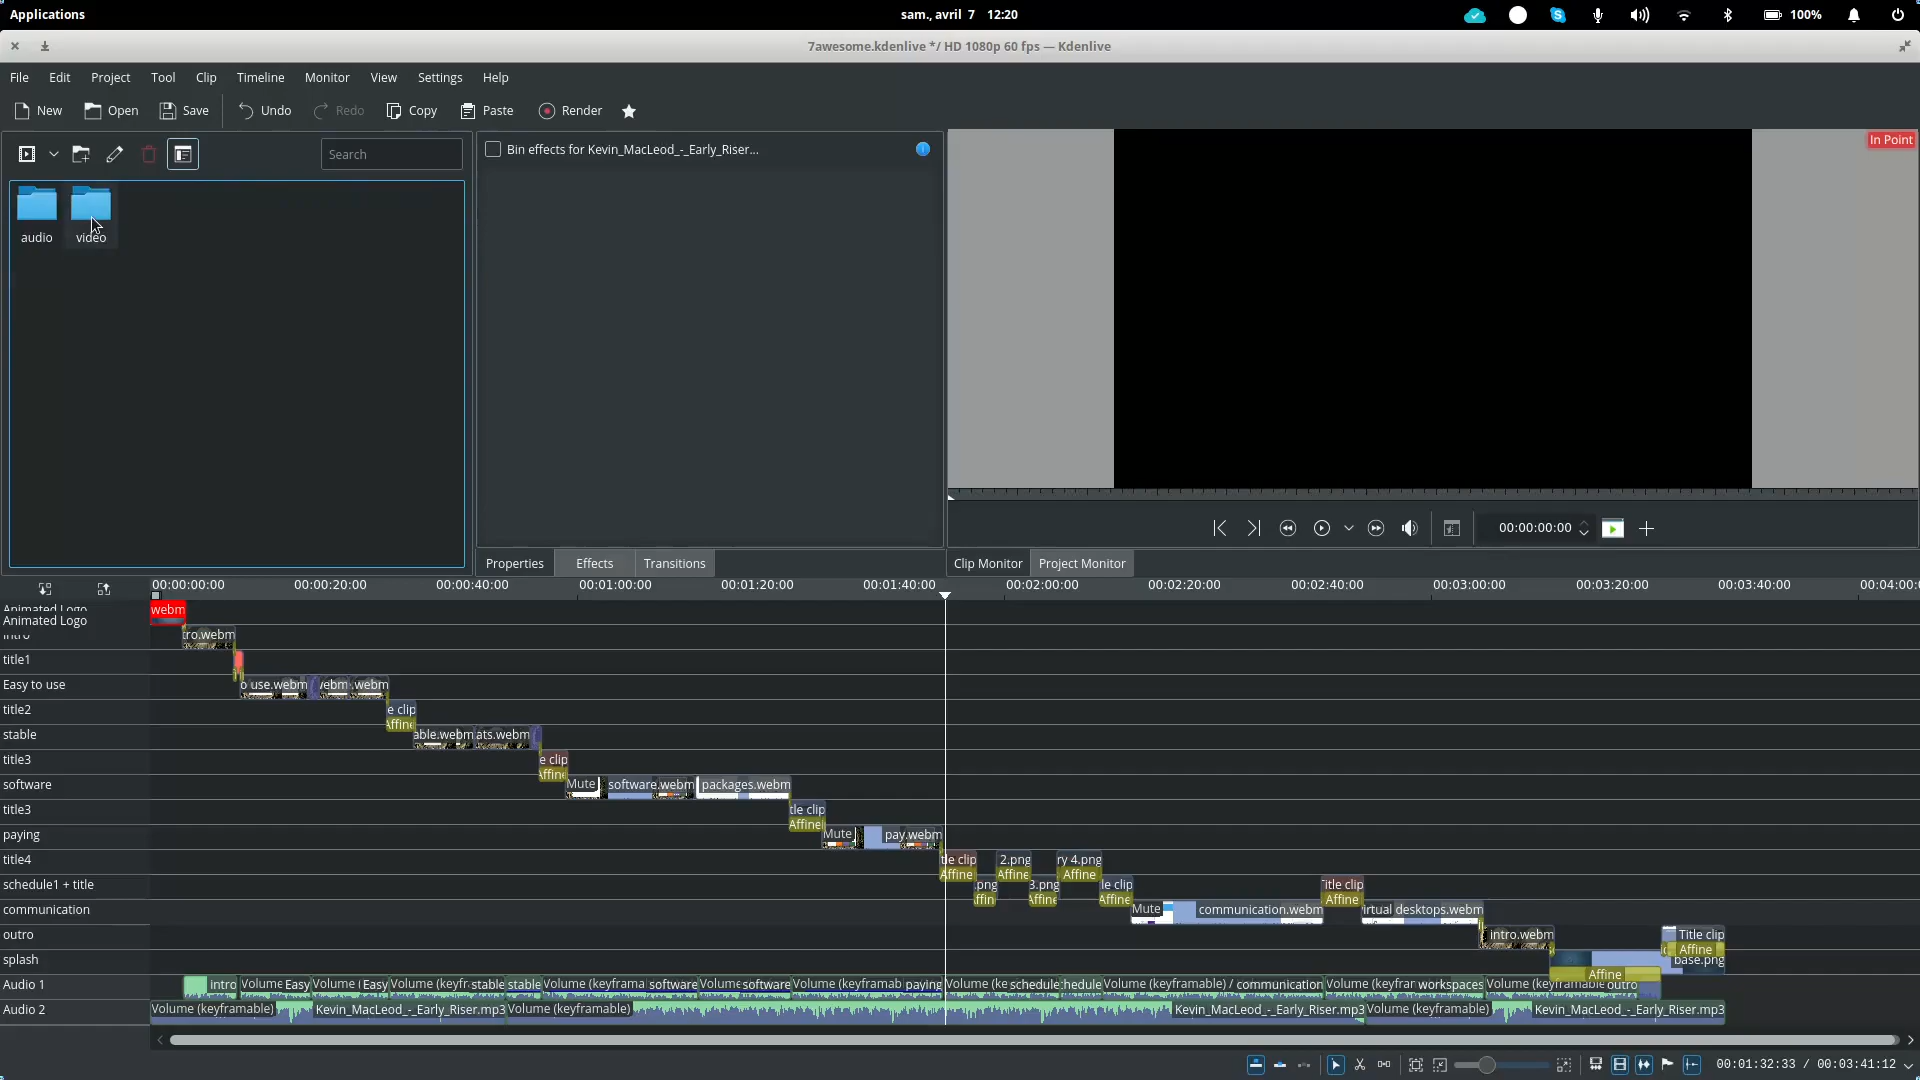 Applications
sam., avril 7 12:20
100%
7awesome.kdenlive */ HD 1080p 60 fps — Kdenlive
File Edit Project Tool Clip Timeline Monitor View Settings Help
New Open Save Undo Redo Copy Paste Render
Search
Bin effects for Kevin_MacLeod_-_Early_Riser...
In Point
audio video
00:00:00:00
Properties Effects Transitions Clip Monitor Project Monitor
00:00:00:00 00:00:20:00 00:00:40:00 00:01:00:00 00:01:20:00 00:01:40:00 00:02:00:00 00:02:20:00 00:02:40:00 00:03:00:00 00:03:20:00 00:03:40:00 00:04:00:0
Animated Logo webm
Animated Logo
intro tro.webm
title1
Easy to use o use.webm /ebm .webm
title2 e clip
Affine
stable able.webm ats.webm
title3 e clip
Affine
software Mute software.webm packages.webm
title3 tle clip
Affine
paying Mute pay.webm
title4 tle clip 2.png ry 4.png
Affine Affine Affine
schedule1 + title .png 3.png le clip Title clip
ffin Affine Affine Affine
communication Mute communication.webm irtual desktops.webm
outro intro.webm Title clip
Affine
splash base.png
Affine
Audio 1 intro Volume Easy Volume ( Easy Volume (keyfr stable stable Volume (keyframa software Volume software Volume (keyframab paying Volume (ke schedule hedule Volume (keyframable) / communication Volume (keyfrar workspaces Volume (keyframable) outro
Audio 2 Volume (keyframable) Kevin_MacLeod_-_Early_Riser.mp3 Volume (keyframable) Kevin_MacLeod_-_Early_Riser.mp3 Volume (keyframable) Kevin_MacLeod_-_Early_Riser.mp3
00:01:32:33 / 00:03:41:12